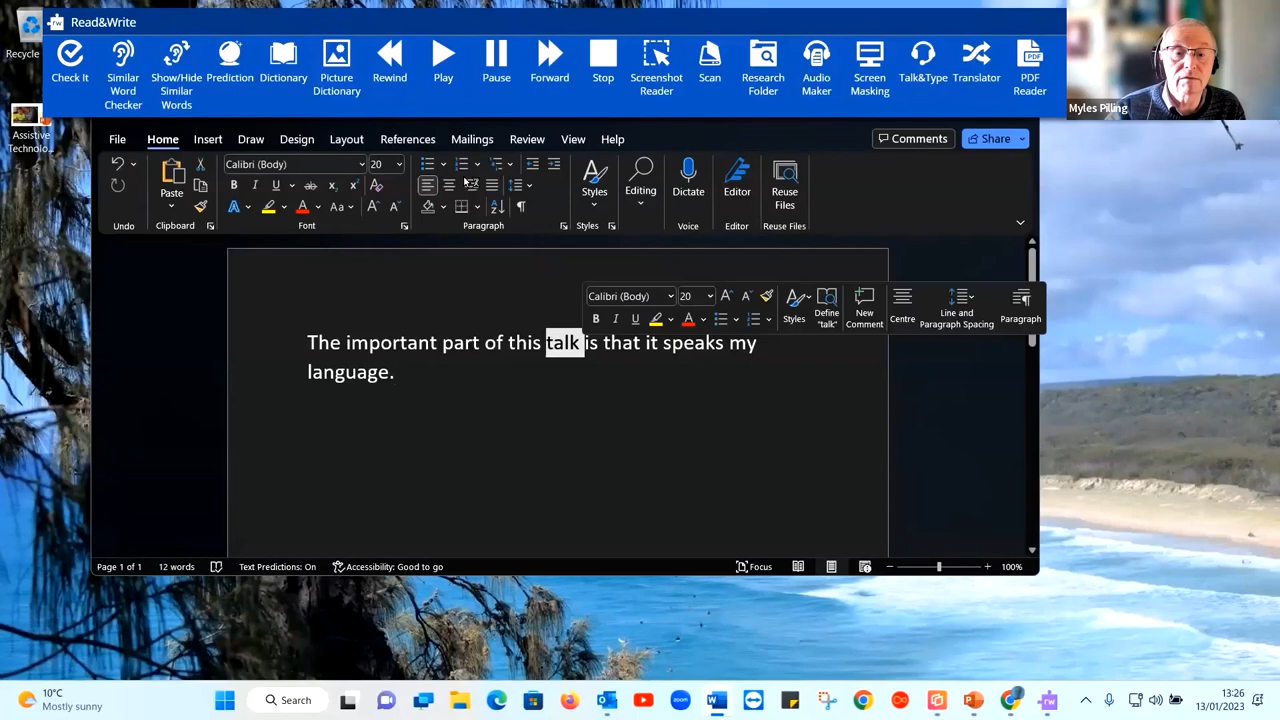 Recycle
Read&Write
Check It
Similar Word Checker
Show/Hide Similar Words
Prediction
Dictionary
Picture Dictionary
Rewind
Play
Pause
Forward
Stop
Screenshot Reader
Scan
Research Folder
Audio Maker
Screen Masking
Talk&Type
Translator
PDF
PDF Reader
Myles Pilling
Assistive
Technolo...
File Home Insert Draw Design Layout References Mailings Review View Help Comments Share
Calibri (Body) 20
Paste
Styles
Editing
Dictate
Editor
Reuse Files
Undo Clipboard Font Paragraph Styles Voice Editor Reuse Files
Calibri (Body) 20
Styles
Define "talk"
New Comment
Centre
Line and Paragraph Spacing
Paragraph
The important part of this talk is that it speaks my
language.
Page 1 of 1 12 words Text Predictions: On Accessibility: Good to go Focus 100%
10°C
Mostly sunny
Search
zoom
rw
13:26
13/01/2023